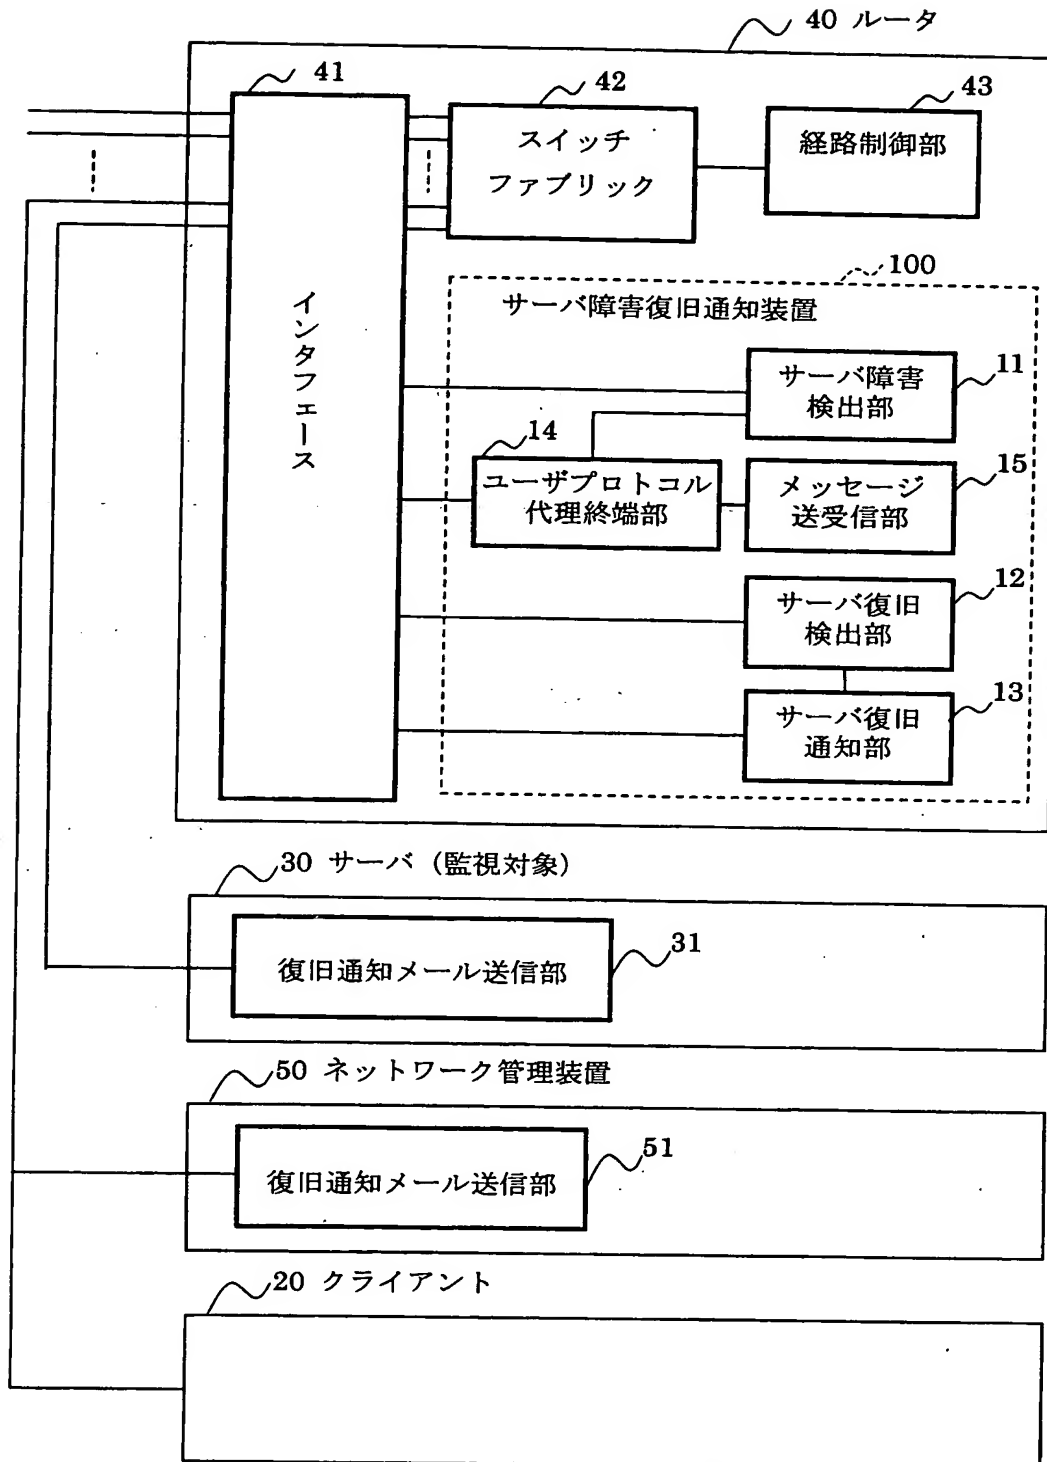 40 ルータ
41
42
43
スイッチ
ファブリック
経路制御部
インタフェース
100
サーバ障害復旧通知装置
11
サーバ障害
検出部
14
ユーザプロトコル
代理終端部
15
メッセージ
送受信部
12
サーバ復旧
検出部
13
サーバ復旧
通知部
30 サーバ（監視対象）
復旧通知メール送信部
31
50 ネットワーク管理装置
復旧通知メール送信部
51
20 クライアント